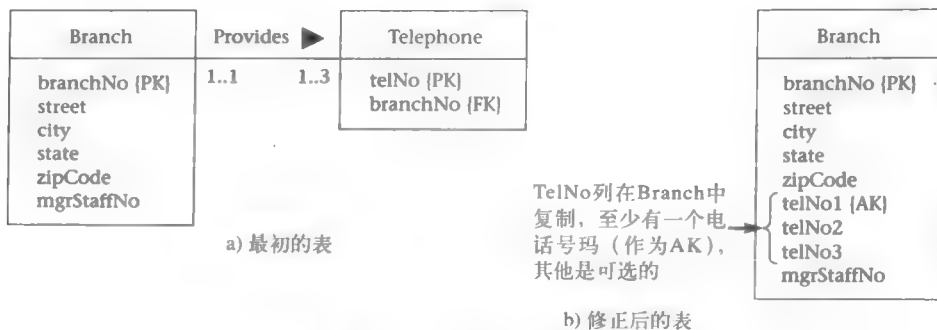 Branch
branchNo {PK}
street
city
state
zipCode
mgrStaffNo
Provides ▶
1..1 1..3
Telephone
telNo {PK}
branchNo {FK}
a) 最初的表
TelNo列在Branch中
复制，至少有一个电
话号玛（作为AK），
其他是可选的
Branch
branchNo {PK}
street
city
state
zipCode
telNo1 {AK}
telNo2
telNo3
mgrStaffNo
b) 修正后的表